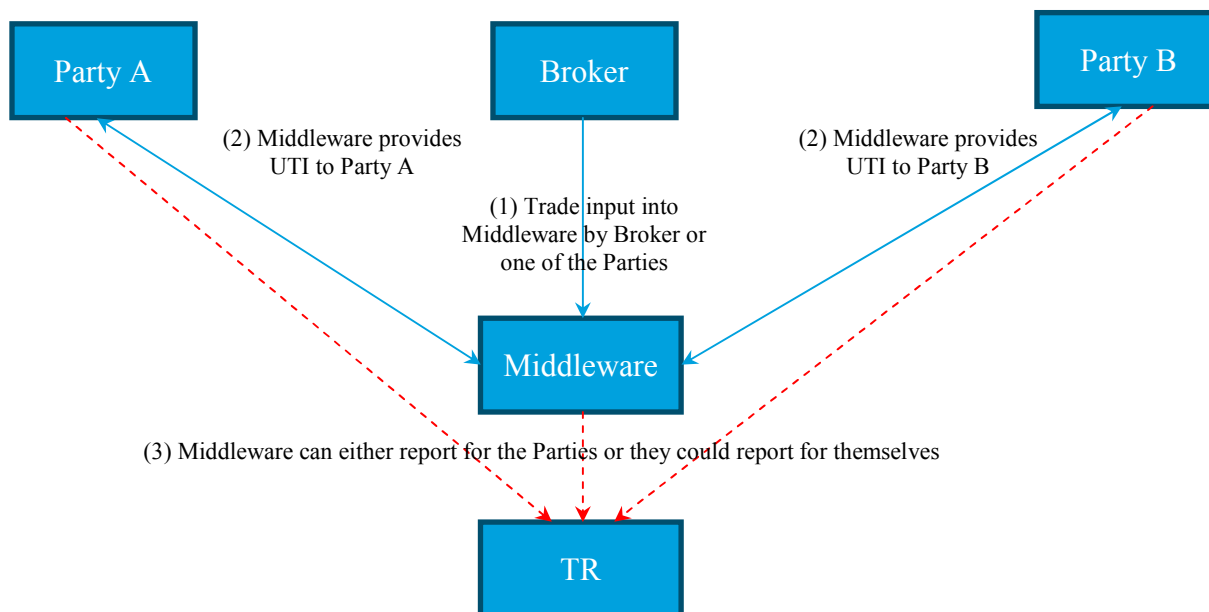 Party A
Broker
Party B
(2) Middleware provides
UTI to Party A
(2) Middleware provides
UTI to Party B
(1) Trade input into
Middleware by Broker or
one of the Parties
Middleware
(3) Middleware can either report for the Parties or they could report for themselves
TR